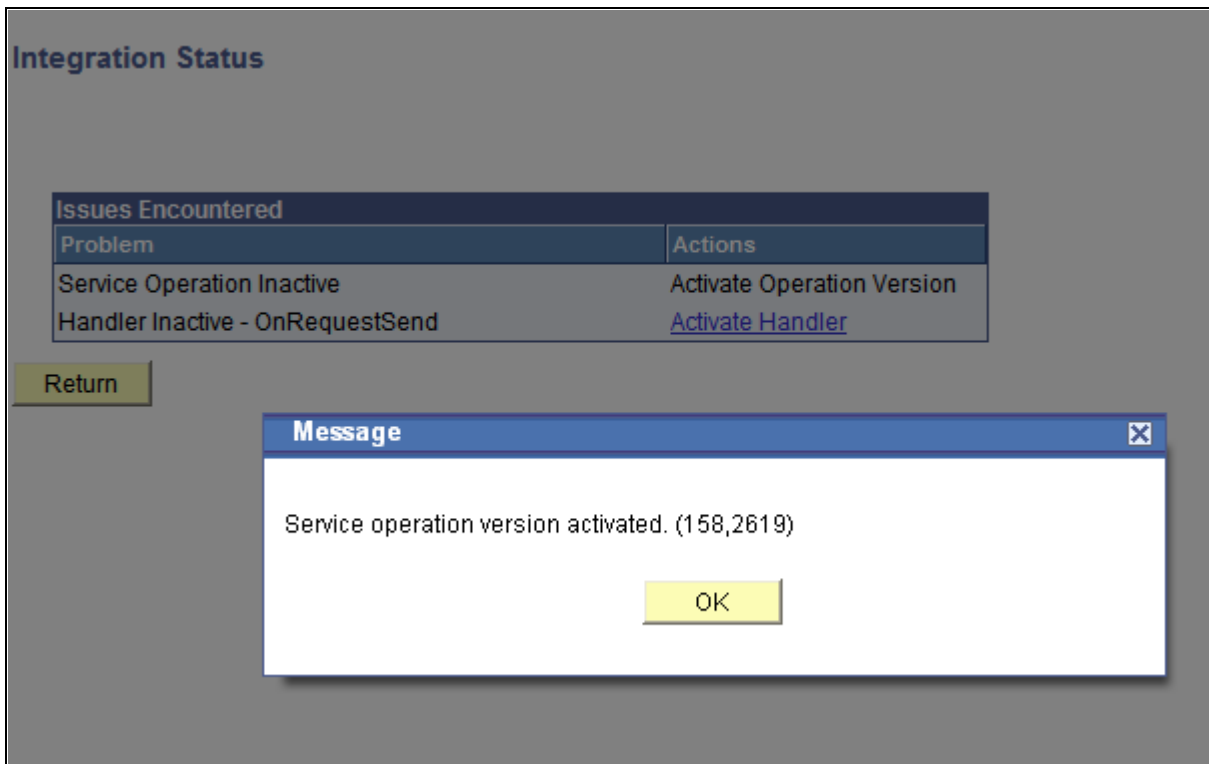 Integration Status
Issues Encountered
Problem Actions
Service Operation Inactive Activate Operation Version
Handler Inactive - OnRequestSend Activate Handler
Return
Message
Service operation version activated. (158,2619)
OK